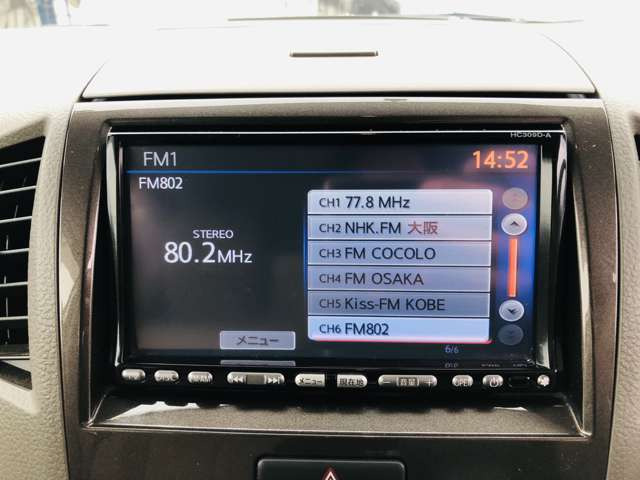 HC309D-A
FM1
14:52
FM802
STEREO
80.2MHz
CH1 77.8 MHz
CH2 NHK.FM 大阪
CH3 FM COCOLO
CH4 FM OSAKA
CH5 Kiss-FM KOBE
CH6 FM802
6/6
メニュー
メニュー
現在地
音量